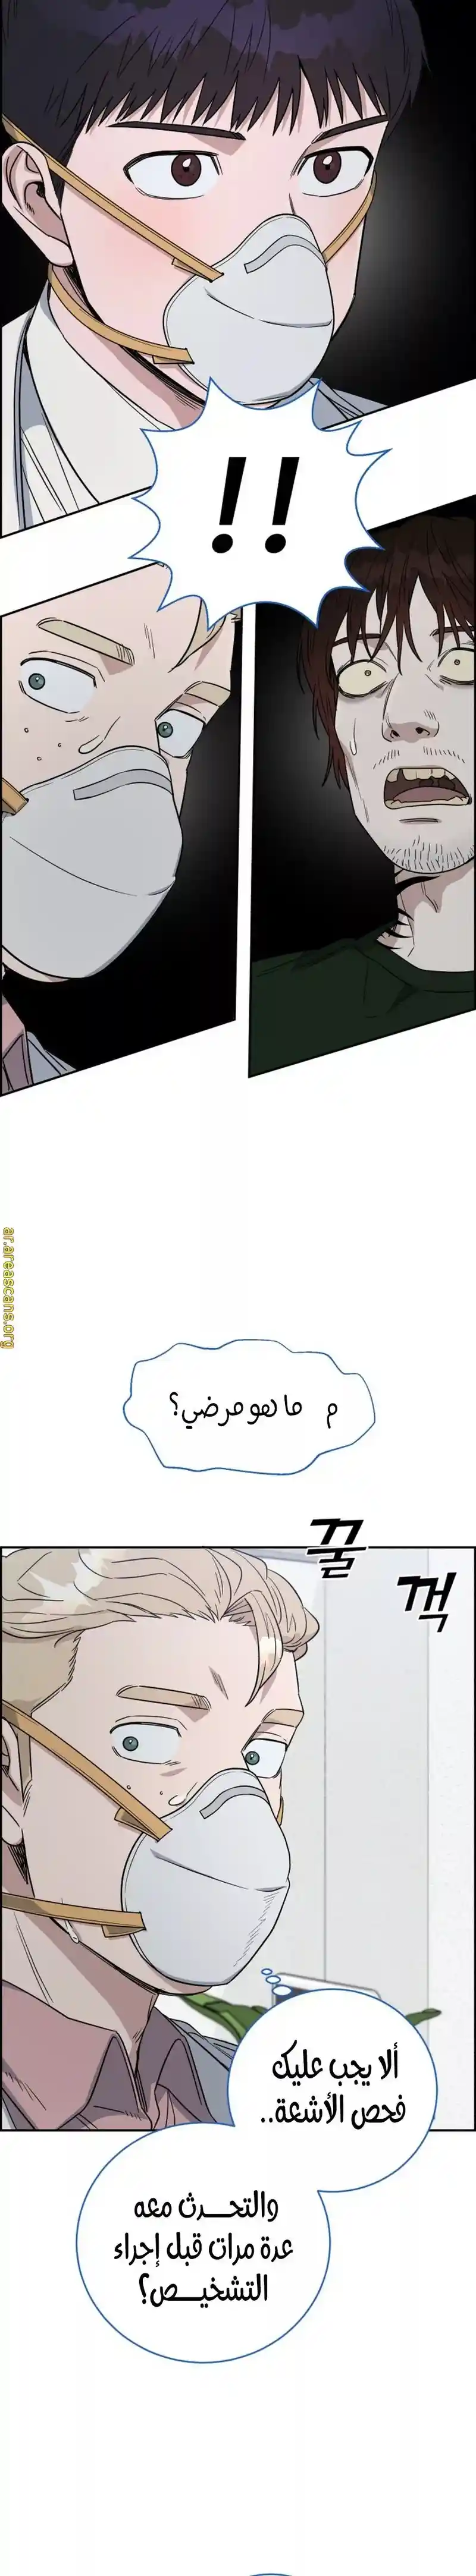 !!
ar.areascans.org
م ما هو مرضي؟
꿀
꺽
ألا يجب عليك
فحص الأشعة..
والتحدث معه
عدة مرات قبل إجراء
التشخيص؟